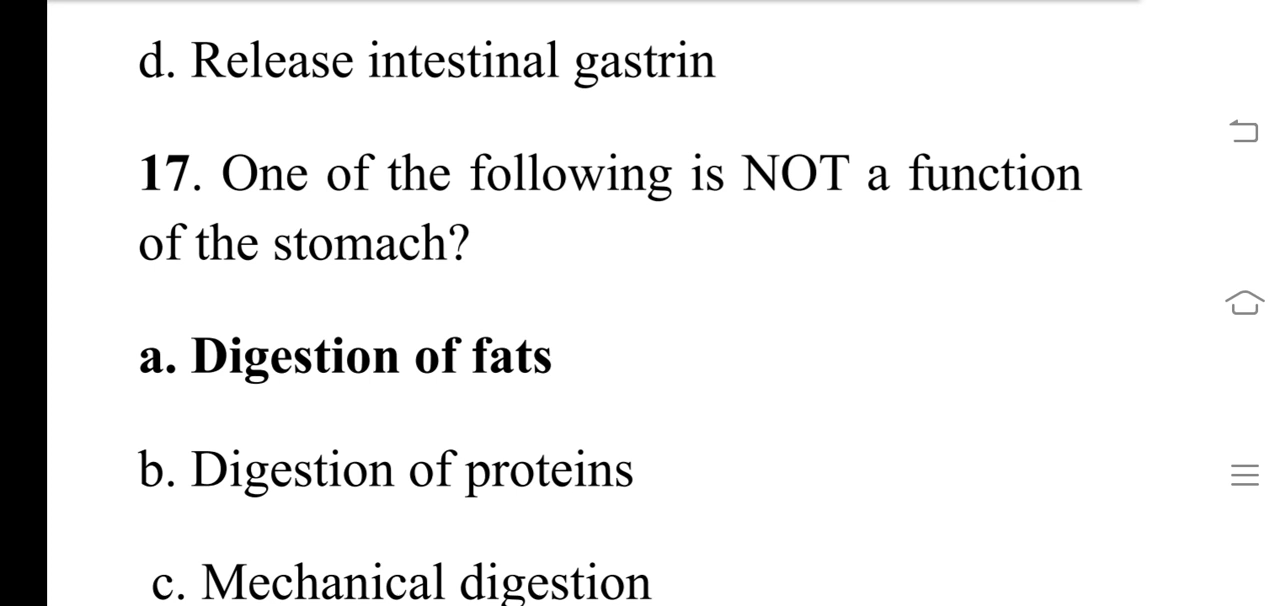 d. Release intestinal gastrin
17. One of the following is NOT a function
of the stomach?
a. Digestion of fats
b. Digestion of proteins
c. Mechanical digestion